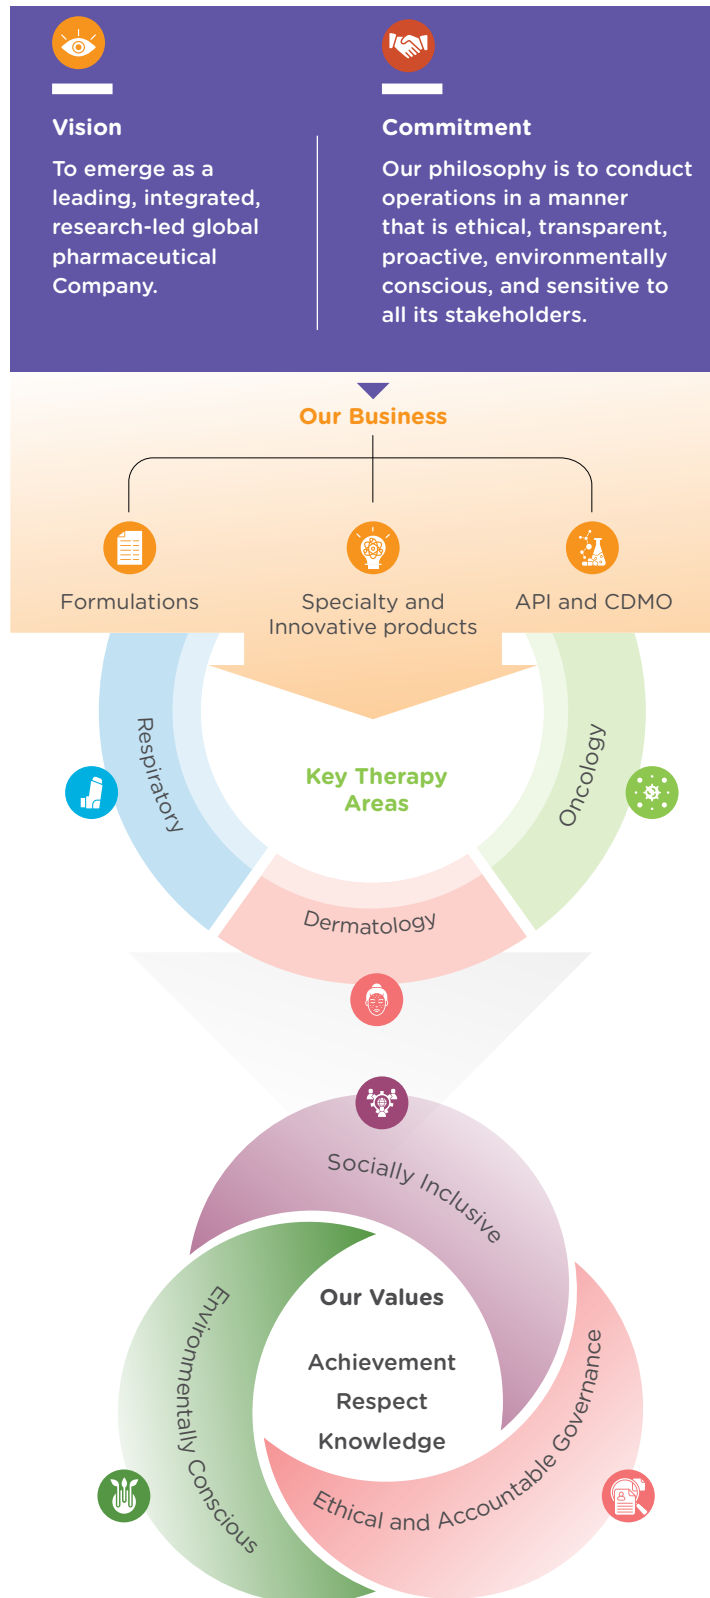 Vision
To emerge as a
leading, integrated,
research-led global
pharmaceutical
Company.
Commitment
Our philosophy is to conduct
operations in a manner
that is ethical, transparent,
proactive, environmentally
conscious, and sensitive to
all its stakeholders.
Our Business
Formulations
Specialty and
Innovative products
API and CDMO
Respiratory
Key Therapy
Areas
Oncology
Dermatology
Socially Inclusive
Environmentally Conscious
Our Values
Achievement
Respect
Knowledge
Ethical and Accountable Governance